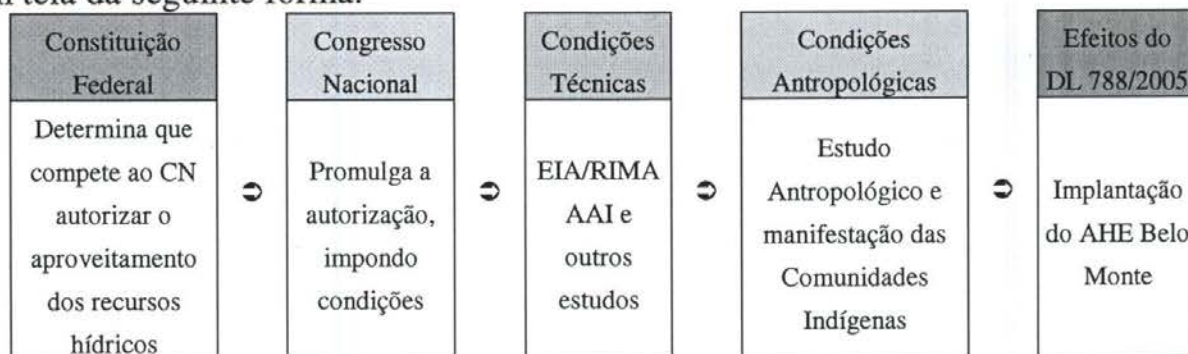 tela da seguinte forma:
Constituição
Federal
Determina que
compete ao CN
autorizar o
aproveitamento
dos recursos
hídricos
Congresso
Nacional
Promulga a
autorização,
impondo
condições
Condições
Técnicas
EIA/RIMA
AAI e
outros
estudos
Condições
Antropológicas
Estudo
Antropológico e
manifestação das
Comunidades
Indígenas
Efeitos do
DL 788/2005
Implantação
do AHE Belo
Monte